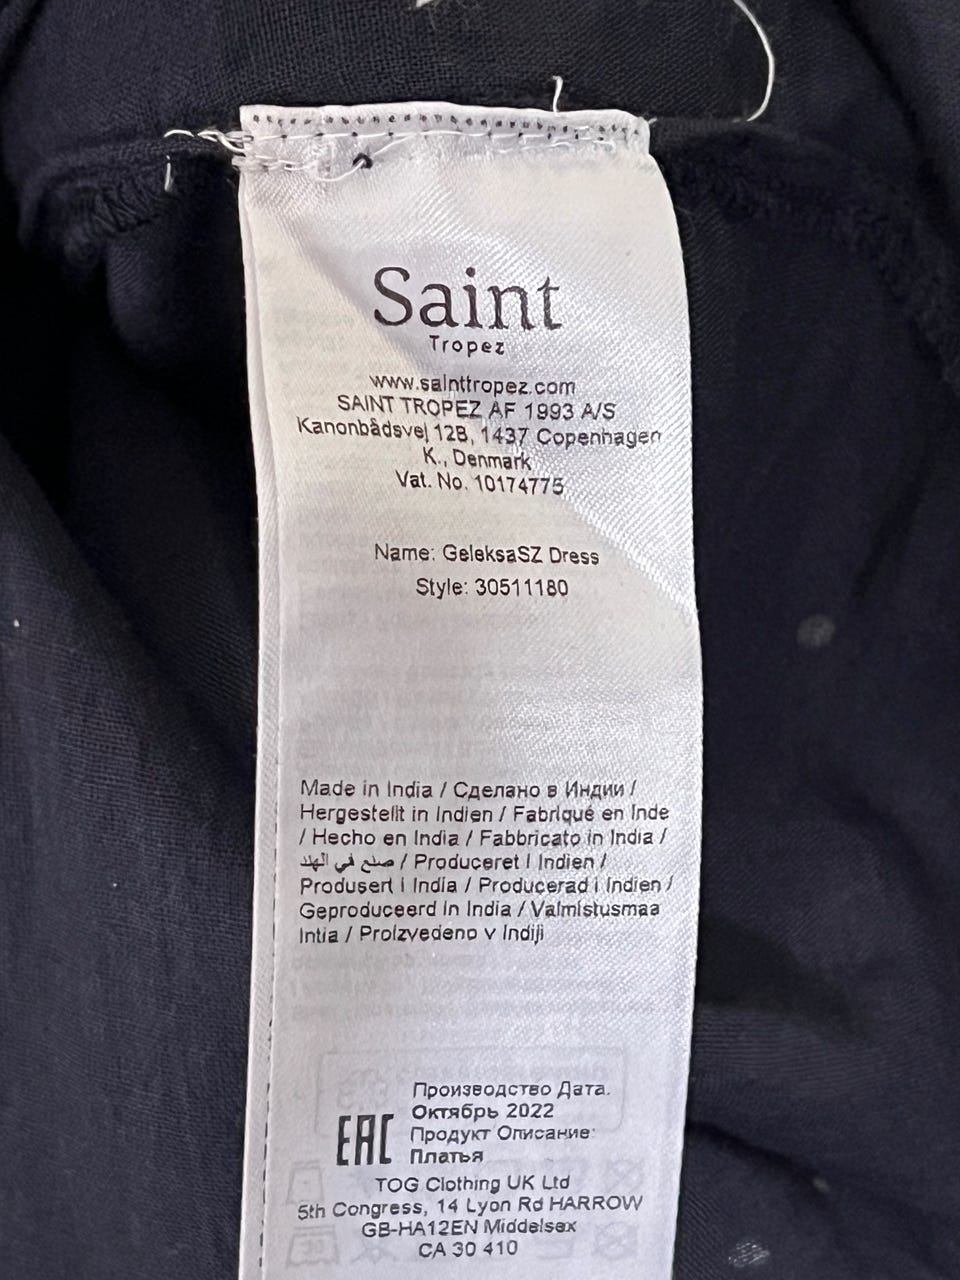 Saint
Tropez
www.sainttropez.com
SAINT TROPEZ AF 1993 A/S
Kanonbådsvej 12B, 1437 Copenhagen
K., Denmark
Vat. No. 10174775
Name: GeleksaSZ Dress
Style: 30511180
Made in India / Сделано в Индии /
Hergestellt in Indien / Fabriqué en Inde
/ Hecho en India / Fabbricato in India /
صنع في الهند / Produceret i Indien /
Produsert i India / Producerad i Indien /
Geproduceerd in India / Valmistusmaa
Intia / Proizvedeno v Indiji
Производство Дата.
Октябрь 2022
EAC
Продукт Описание:
Платья
TOG Clothing UK Ltd
5th Congress, 14 Lyon Rd HARROW
GB-HA12EN Middelsex
CA 30 410